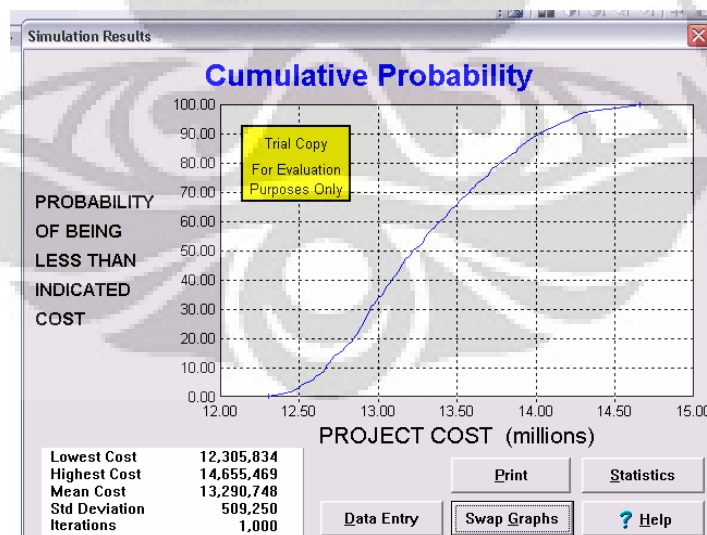 Simulation Results
Cumulative Probability
100.00
90.00
80.00
70.00
60.00
50.00
40.00
30.00
20.00
10.00
0.00
Trial Copy
For Evaluation
Purposes Only
PROBABILITY
OF BEING
LESS THAN
INDICATED
COST
12.00 12.50 13.00 13.50 14.00 14.50 15.00
PROJECT COST (millions)
Lowest Cost 12,305,834
Highest Cost 14,655,469
Mean Cost 13,290,748
Std Deviation 509,250
Iterations 1,000
Print Statistics
Data Entry Swap Graphs ? Help